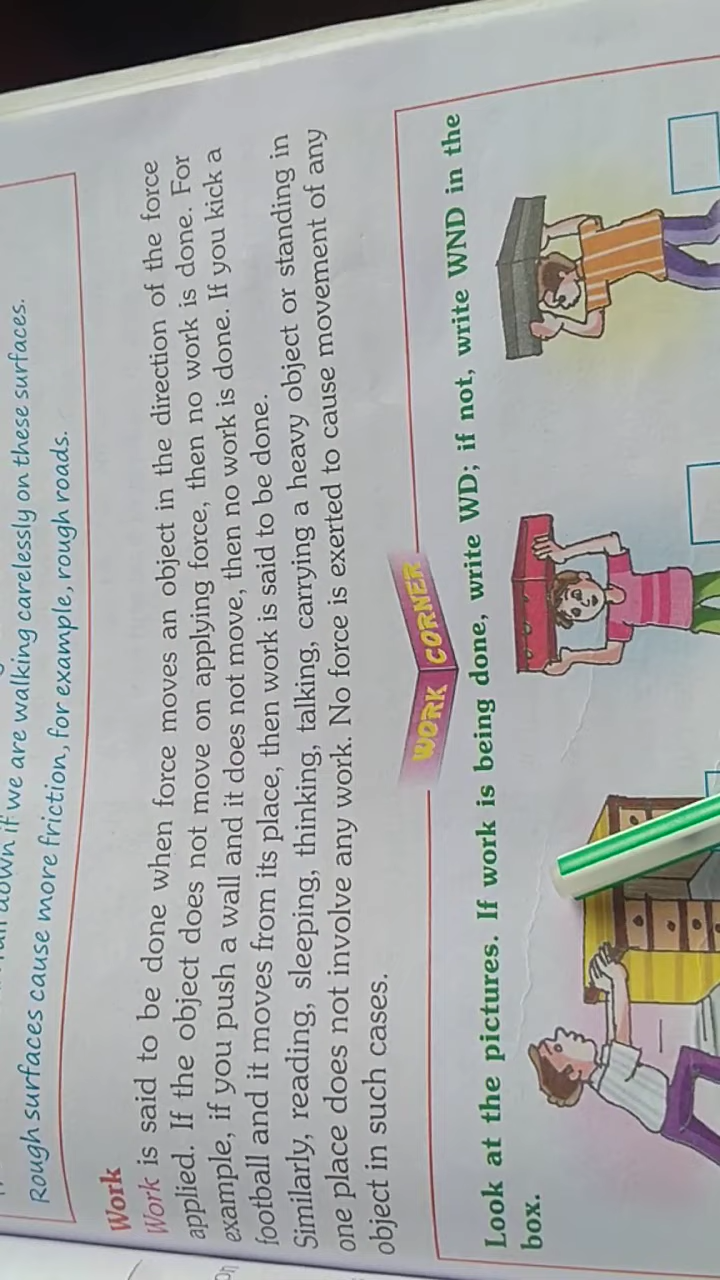 down if we are walking carelessly on these surfaces.
Rough surfaces cause more friction, for example, rough roads.
Work
Work is said to be done when force moves an object in the direction of the force
applied. If the object does not move on applying force, then no work is done. For
example, if you push a wall and it does not move, then no work is done. If you kick a
football and it moves from its place, then work is said to be done.
Similarly, reading, sleeping, thinking, talking, carrying a heavy object or standing in
one place does not involve any work. No force is exerted to cause movement of any
object in such cases.
WORK CORNER
Look at the pictures. If work is being done, write WD; if not, write WND in the
box.